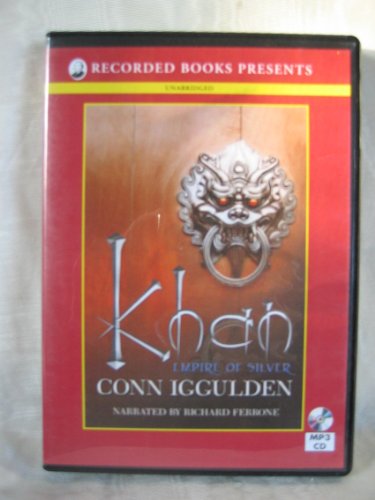 RECORDED BOOKS PRESENTS
UNABRIDGED
Khan
EMPIRE OF SILVER
CONN IGGULDEN
NARRATED BY RICHARD FERRONE
MP3
CD